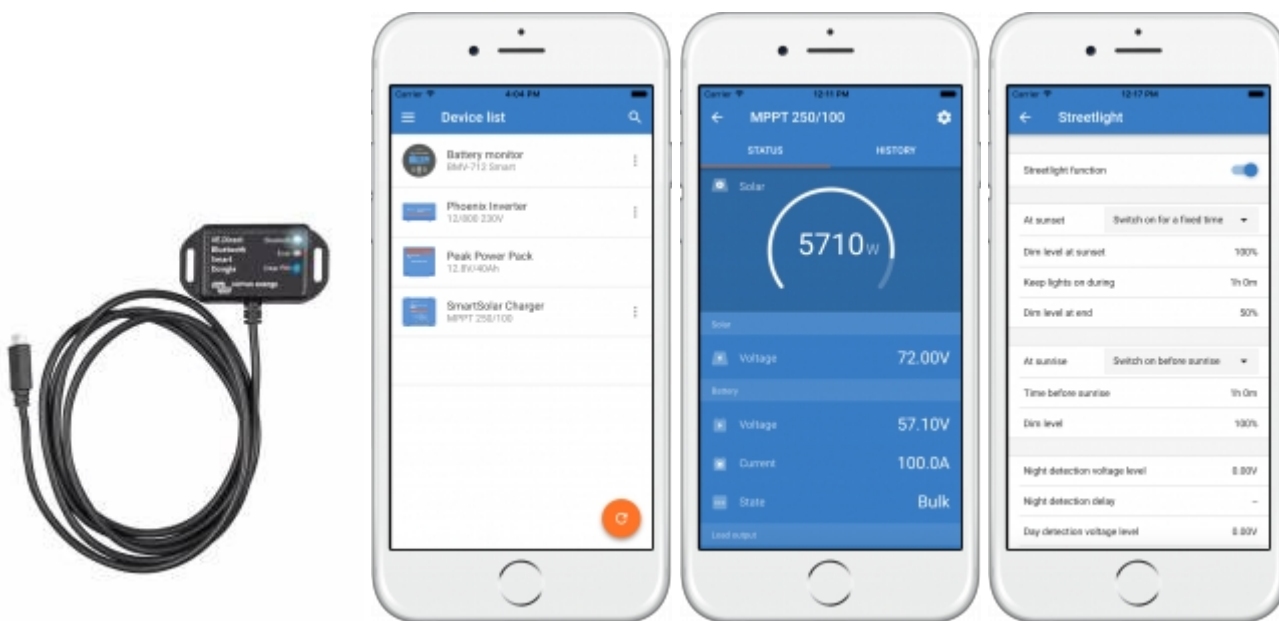 VE.Direct
Bluetooth
Smart
Dongle
victron energy
Carrier 4:04 PM
Device list
Battery monitor
BMV-712 Smart
Phoenix Inverter
12/800 230V
Peak Power Pack
12.8V/40Ah
SmartSolar Charger
MPPT 250/100
Carrier 12:11 PM
MPPT 250/100
STATUS HISTORY
Solar
5710W
Solar
Voltage 72.00V
Battery
Voltage 57.10V
Current 100.0A
State Bulk
Load output
Carrier 12:17 PM
Streetlight
Streetlight function
At sunset Switch on for a fixed time
Dim level at sunset 100%
Keep lights on during 1h 0m
Dim level at end 50%
At sunrise Switch on before sunrise
Time before sunrise 1h 0m
Dim level 100%
Night detection voltage level 0.00V
Night detection delay –
Day detection voltage level 0.00V